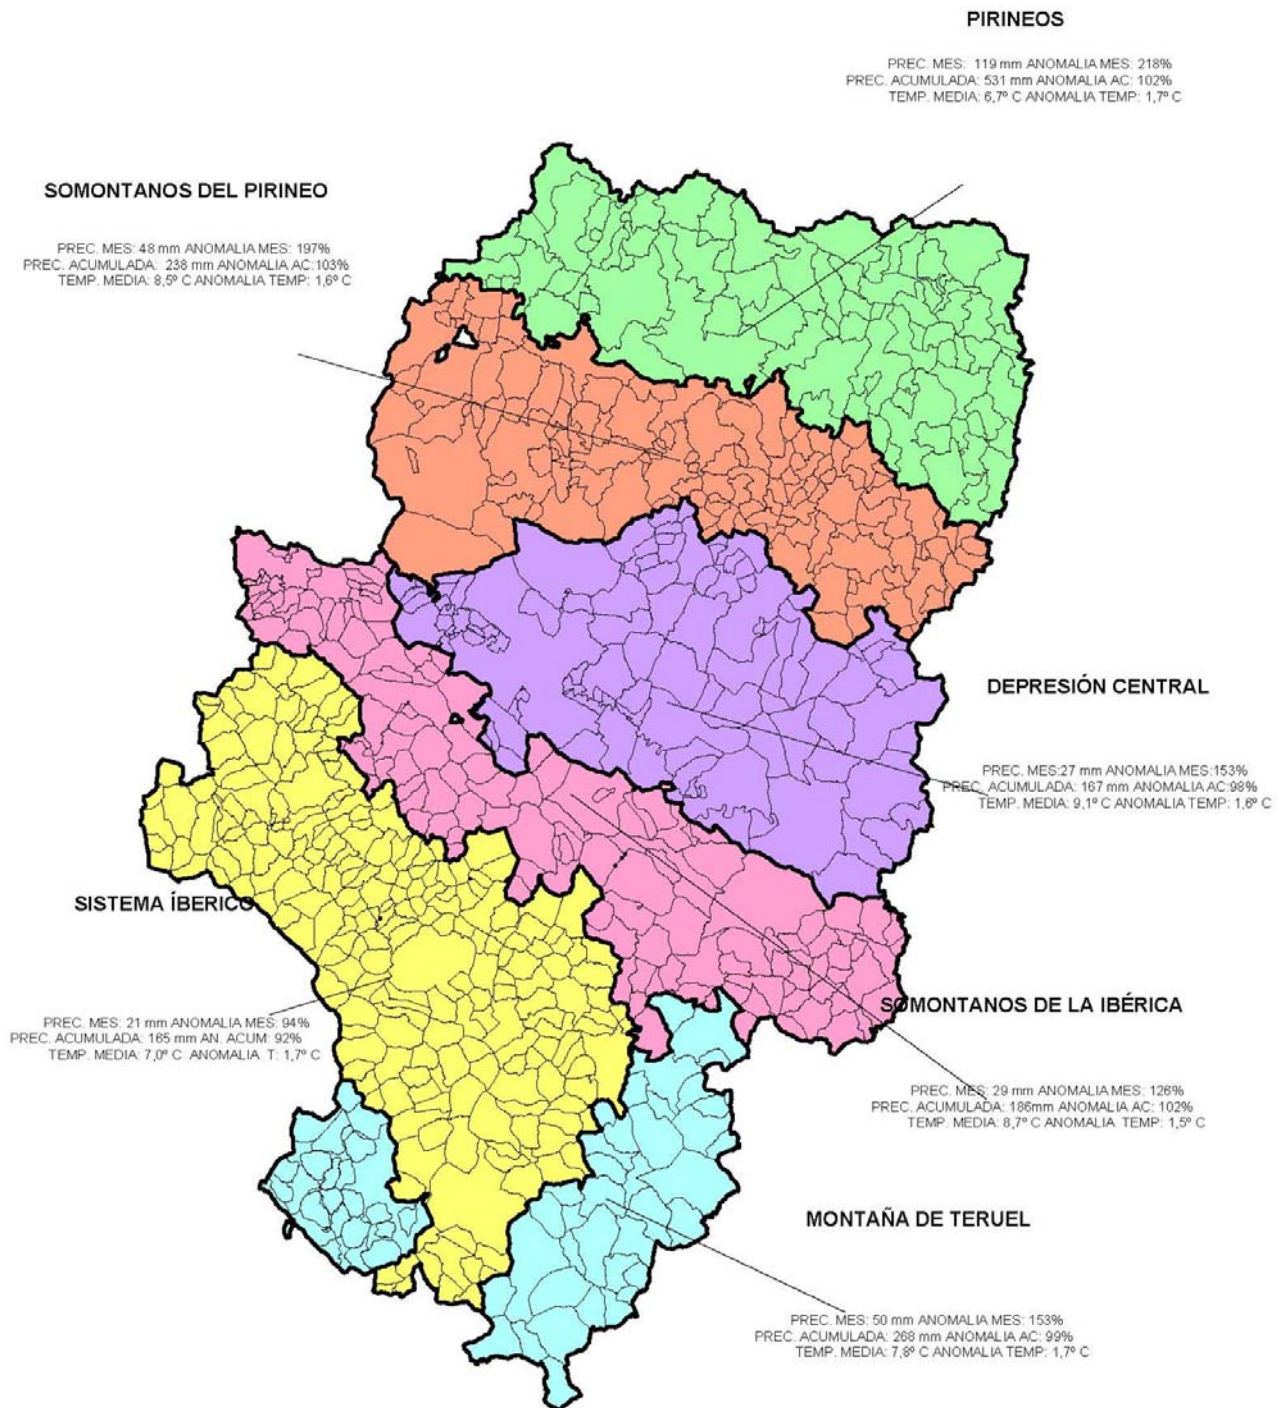 PIRINEOS
PREC. MES: 119 mm ANOMALIA MES: 218%
PREC. ACUMULADA: 531 mm ANOMALIA AC: 102%
TEMP. MEDIA: 6,7º C ANOMALIA TEMP: 1,7º C
SOMONTANOS DEL PIRINEO
PREC. MES: 48 mm ANOMALIA MES: 197%
PREC. ACUMULADA: 238 mm ANOMALIA AC:103%
TEMP. MEDIA: 8,5º C ANOMALIA TEMP: 1,6º C
DEPRESIÓN CENTRAL
PREC. MES:27 mm ANOMALIA MES:153%
PREC. ACUMULADA: 167 mm ANOMALIA AC:98%
TEMP. MEDIA: 9,1º C ANOMALIA TEMP: 1,6º C
SISTEMA ÍBERICO
PREC. MES: 21 mm ANOMALIA MES: 94%
PREC. ACUMULADA: 165 mm AN. ACUM: 92%
TEMP. MEDIA: 7,0º C ANOMALIA T: 1,7º C
SOMONTANOS DE LA IBÉRICA
PREC. MES: 29 mm ANOMALIA MES: 126%
PREC. ACUMULADA: 186mm ANOMALIA AC: 102%
TEMP. MEDIA: 8,7º C ANOMALIA TEMP: 1,5º C
MONTAÑA DE TERUEL
PREC. MES: 50 mm ANOMALIA MES: 153%
PREC. ACUMULADA: 268 mm ANOMALIA AC: 99%
TEMP. MEDIA: 7,8º C ANOMALIA TEMP: 1,7º C